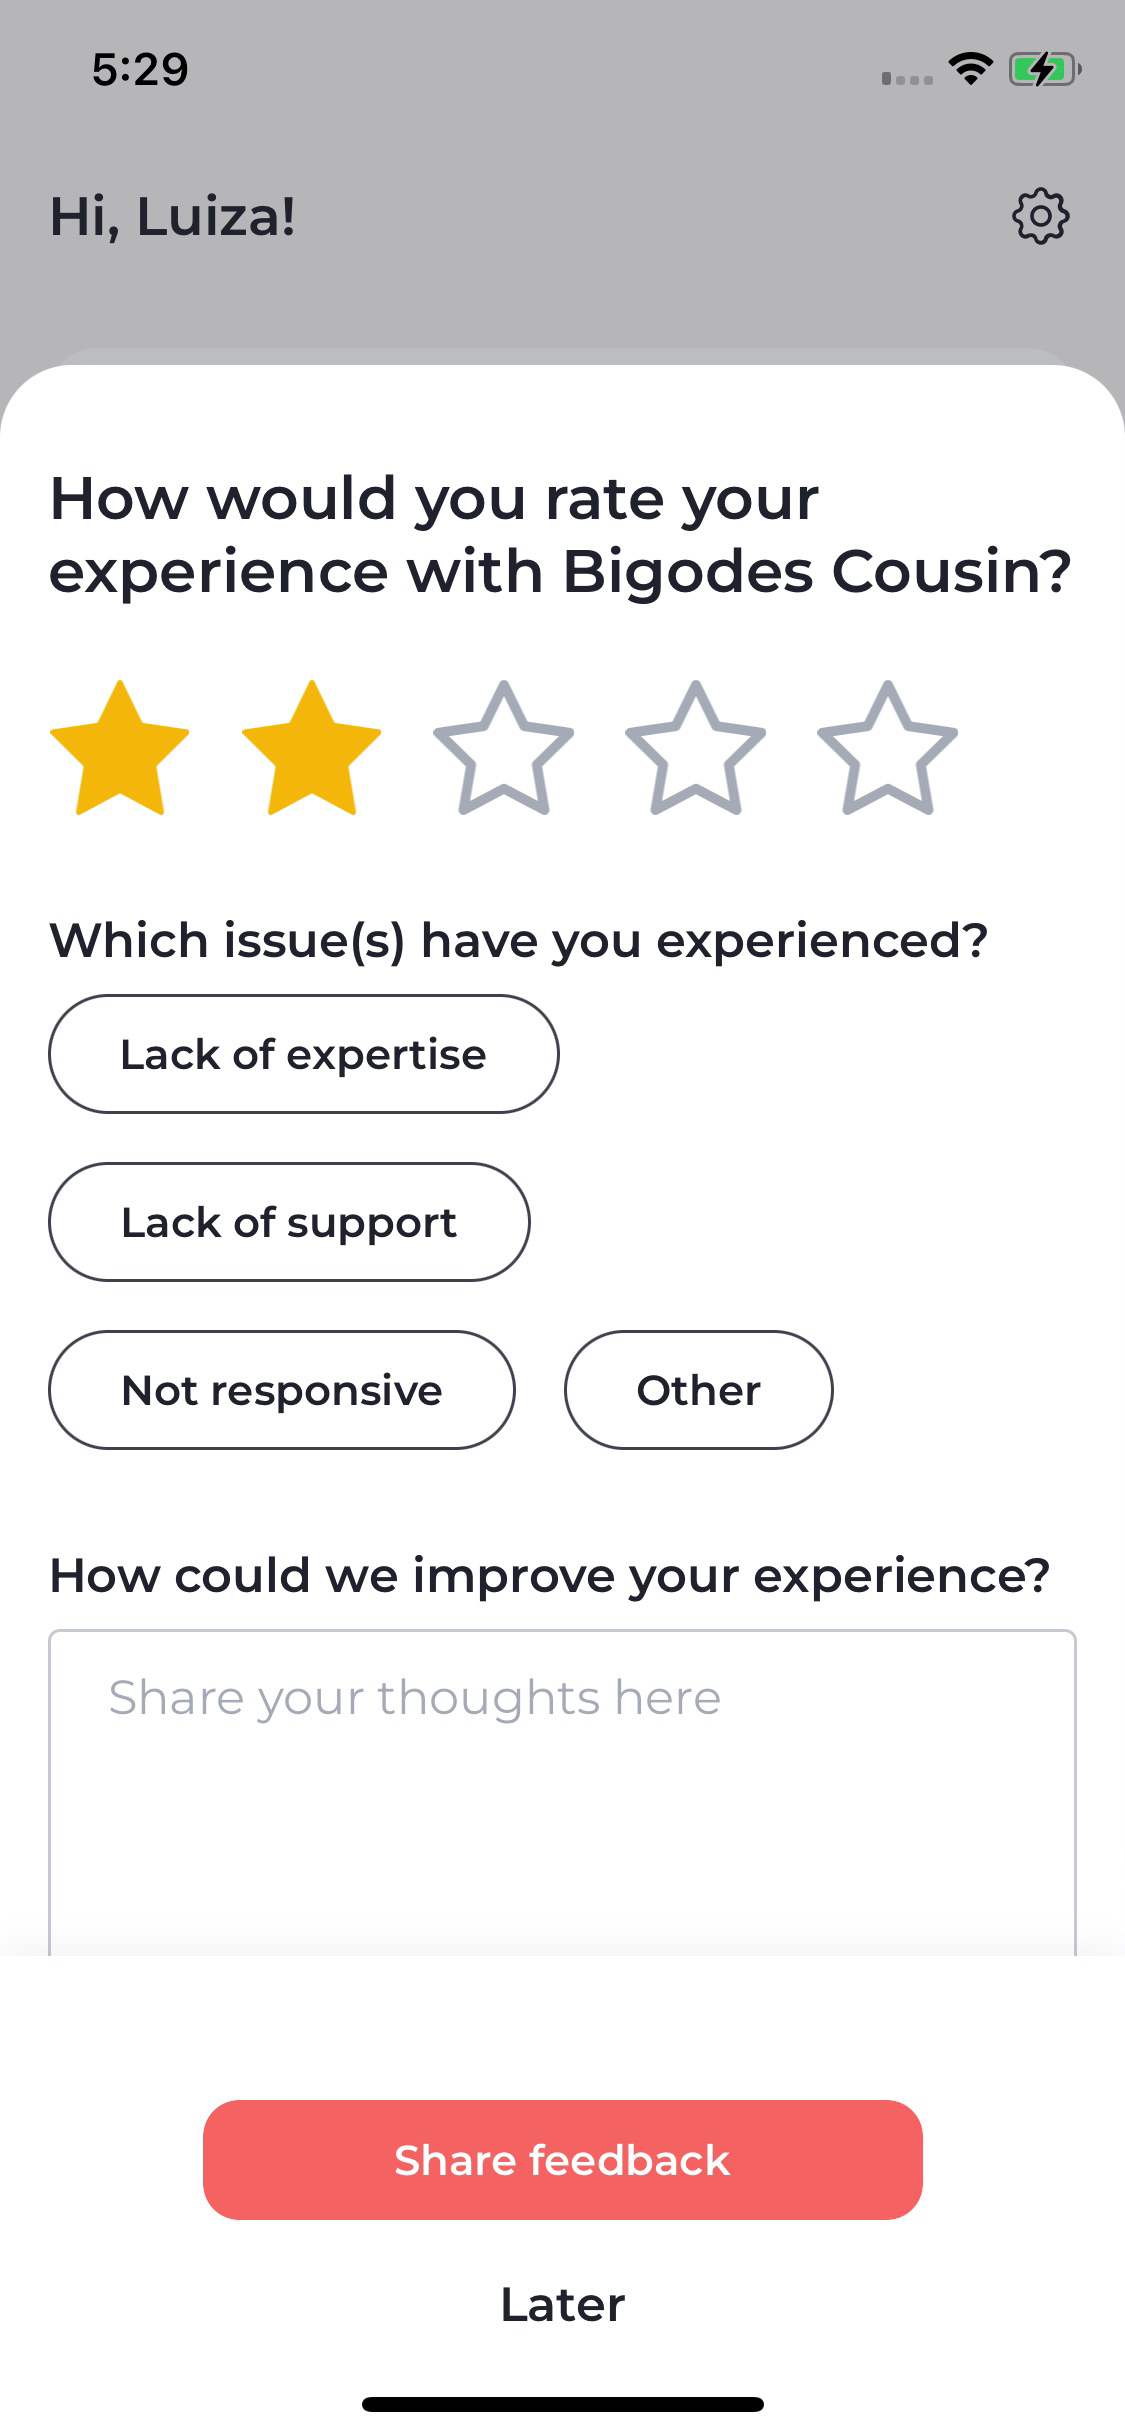 5:29
Hi, Luiza!
How would you rate your
experience with Bigodes Cousin?
Which issue(s) have you experienced?
Lack of expertise
Lack of support
Not responsive
Other
How could we improve your experience?
Share your thoughts here
Share feedback
Later